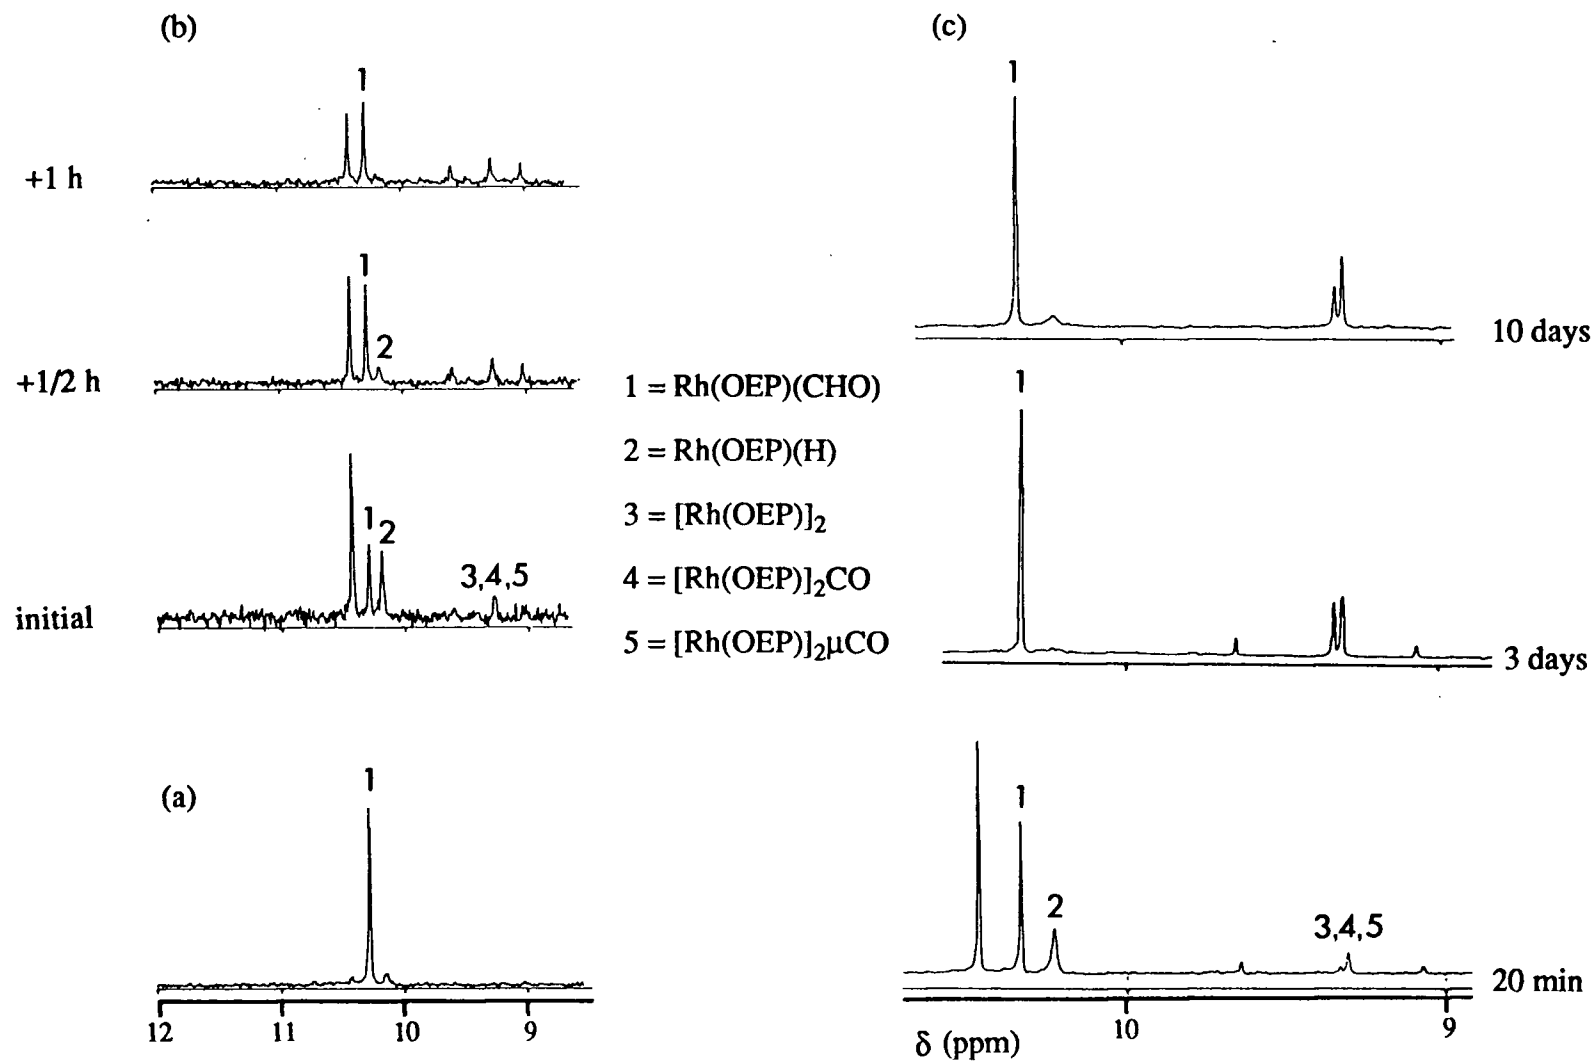 (b)
1
+1 h
1
2
+1/2 h
1
2
3,4,5
initial
(a)
1
12 11 10 9
1 = Rh(OEP)(CHO)
2 = Rh(OEP)(H)
3 = [Rh(OEP)]2
4 = [Rh(OEP)]2CO
5 = [Rh(OEP)]2μCO
(c)
1
10 days
1
3 days
1
2
3,4,5
20 min
10 9
δ (ppm)